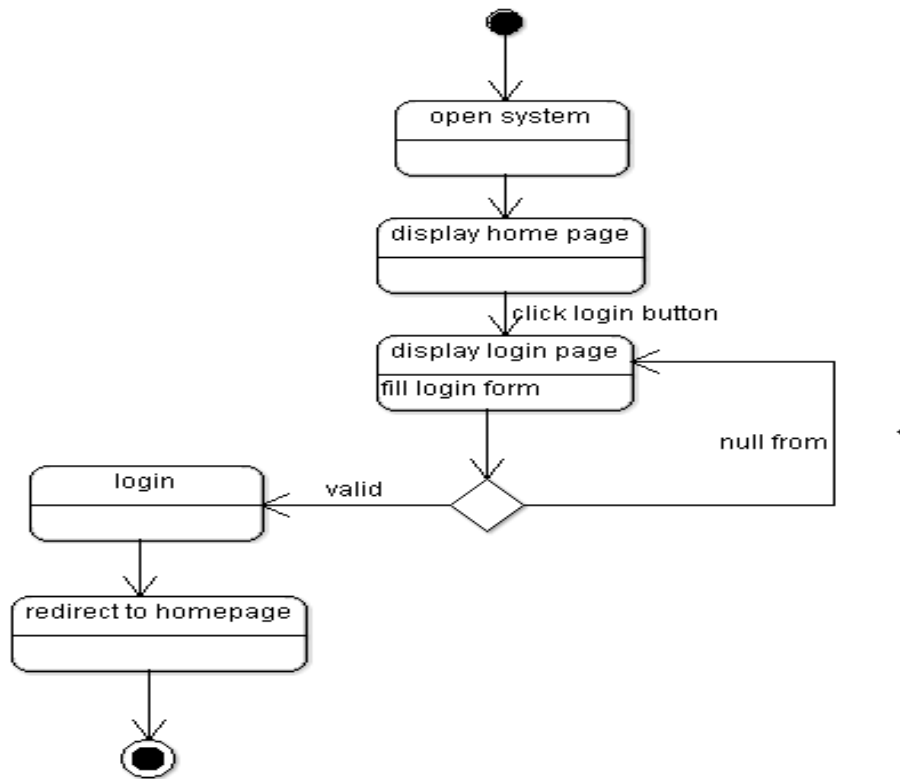 open system
display home page
click login button
display login page
fill login form
null from
valid
login
redirect to homepage